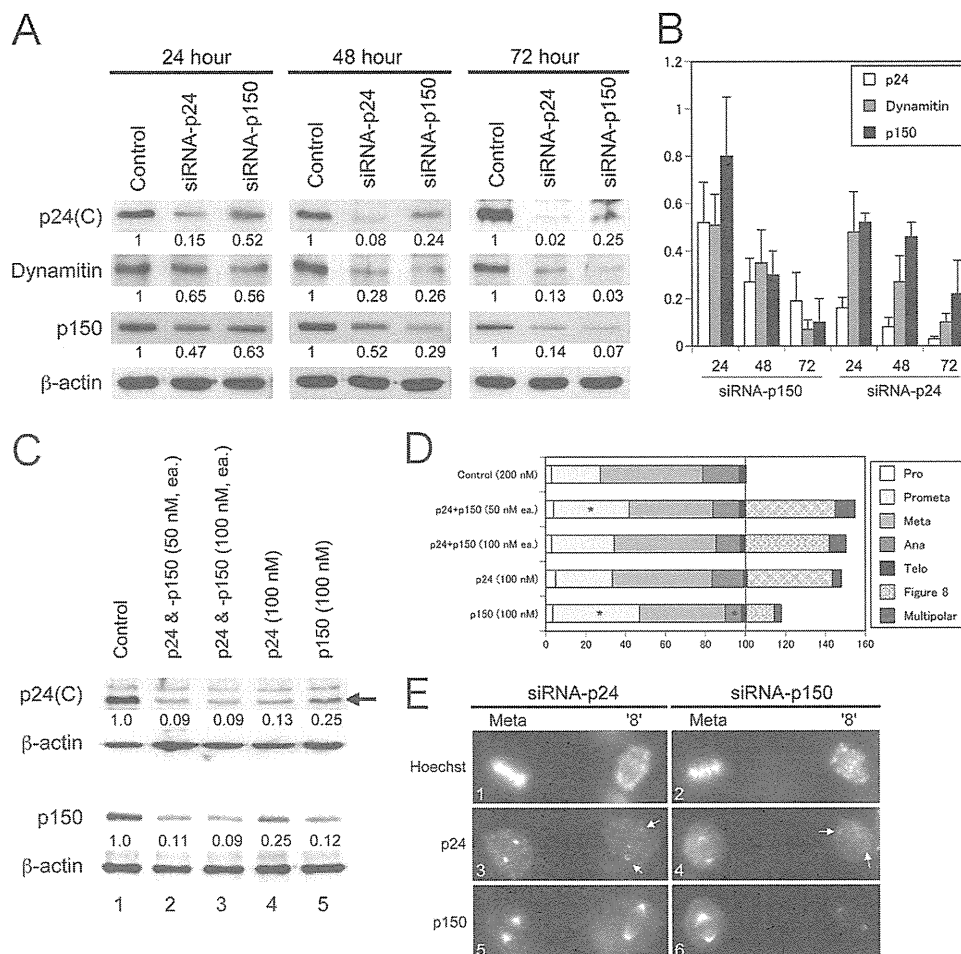 A
24 hour 48 hour 72 hour
Control siRNA-p24 siRNA-p150 Control siRNA-p24 siRNA-p150 Control siRNA-p24 siRNA-p150
p24(C)
1 0.15 0.52 1 0.08 0.24 1 0.02 0.25
Dynamitin
1 0.65 0.56 1 0.28 0.26 1 0.13 0.03
p150
1 0.47 0.63 1 0.52 0.29 1 0.14 0.07
β-actin
B
1.2
1
0.8
0.6
0.4
0.2
0
p24
Dynamitin
p150
24 48 72 24 48 72
siRNA-p150 siRNA-p24
C
Control
p24 & -p150 (50 nM, ea.)
p24 & -p150 (100 nM, ea.)
p24 (100 nM)
p150 (100 nM)
p24(C)
1.0 0.09 0.09 0.13 0.25
β-actin
p150
1.0 0.11 0.09 0.25 0.12
β-actin
1 2 3 4 5
D
Control (200 nM)
p24+p150 (50 nM ea.) *
p24+p150 (100 nM ea.)
p24 (100 nM)
p150 (100 nM) * *
0 20 40 60 80 100 120 140 160
Pro
Prometa
Meta
Ana
Telo
Figure 8
Multipolar
E
siRNA-p24 siRNA-p150
Meta '8' Meta '8'
Hoechst
1 2
p24
3 4
p150
5 6